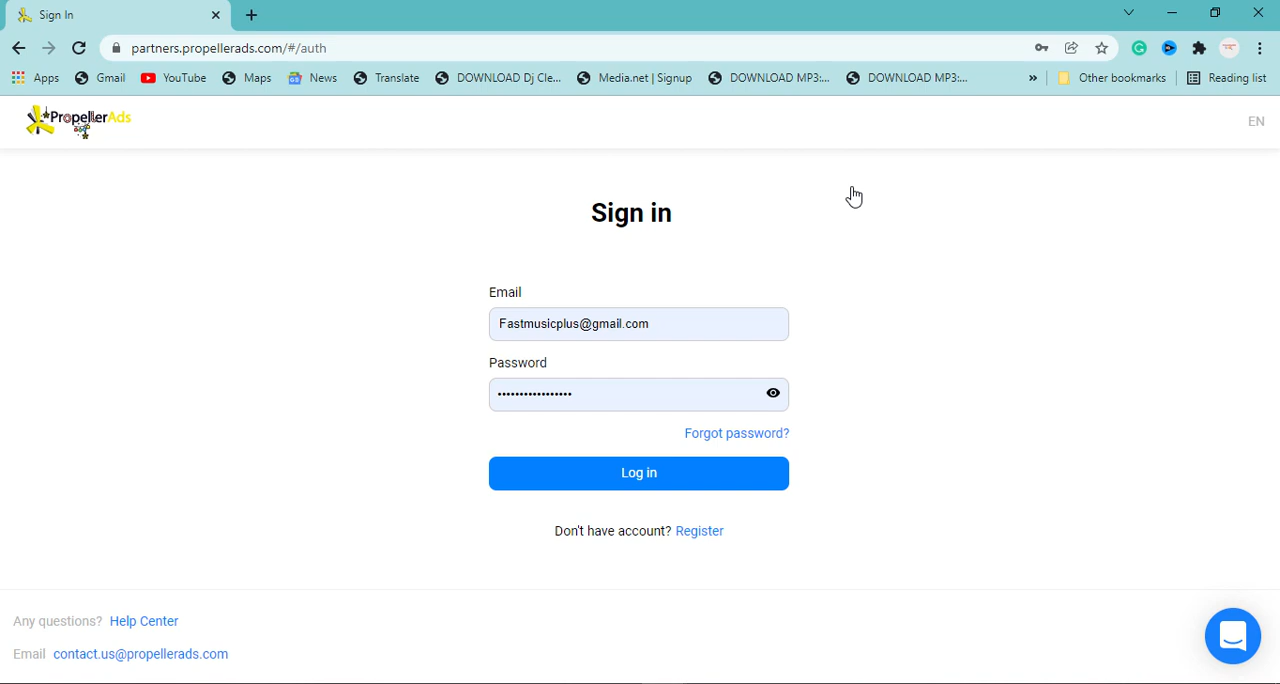 Sign In
partners.propellerads.com/#/auth
Apps Gmail YouTube Maps News Translate DOWNLOAD Dj Cle... Media.net | Signup DOWNLOAD MP3:... DOWNLOAD MP3:... » Other bookmarks Reading list
PropellerAds
EN
Sign in
Email
Fastmusicplus@gmail.com
Password
•••••••••••••••••
Forgot password?
Log in
Don't have account? Register
Any questions? Help Center
Email contact.us@propellerads.com